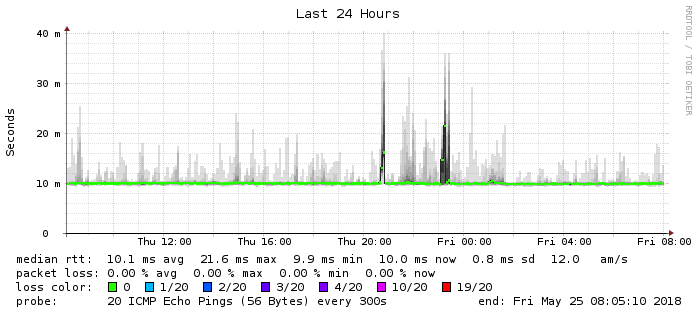 Last 24 Hours
RRDTOOL / TOBI OETIKER
Seconds
40 m
30 m
20 m
10 m
0
Thu 12:00 Thu 16:00 Thu 20:00 Fri 00:00 Fri 04:00 Fri 08:00
median rtt: 10.1 ms avg 21.6 ms max 9.9 ms min 10.0 ms now 0.8 ms sd 12.0 am/s
packet loss: 0.00 % avg 0.00 % max 0.00 % min 0.00 % now
loss color: 0 1/20 2/20 3/20 4/20 10/20 19/20
probe: 20 ICMP Echo Pings (56 Bytes) every 300s end: Fri May 25 08:05:10 2018